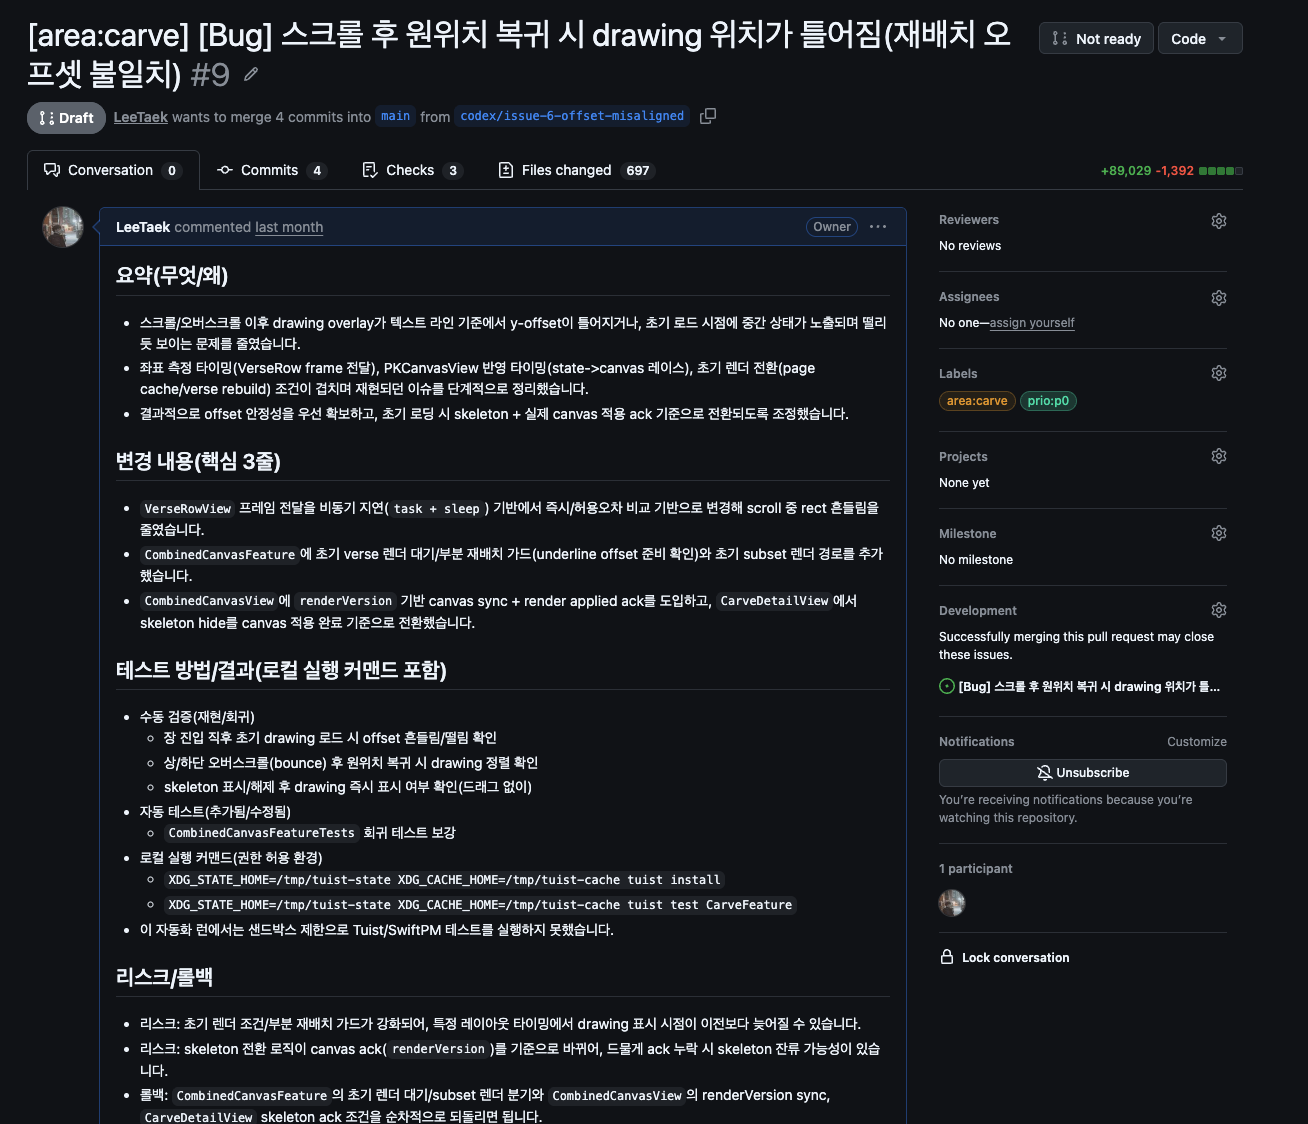 [area:carve] [Bug] 스크롤 후 원위치 복귀 시 drawing 위치가 틀어짐(재배치 오
프셋 불일치) #9
Not ready
Code
Draft
LeeTaek wants to merge 4 commits into main from codex/issue-6-offset-misaligned
Conversation 0
Commits 4
Checks 3
Files changed 697
+89,029 -1,392
LeeTaek commented last month
Owner
요약(무엇/왜)
스크롤/오버스크롤 이후 drawing overlay가 텍스트 라인 기준에서 y-offset이 틀어지거나, 초기 로드 시점에 중간 상태가 노출되며 떨리
듯 보이는 문제를 줄였습니다.
좌표 측정 타이밍(VerseRow frame 전달), PKCanvasView 반영 타이밍(state->canvas 레이스), 초기 렌더 전환(page
cache/verse rebuild) 조건이 겹치며 재현되던 이슈를 단계적으로 정리했습니다.
결과적으로 offset 안정성을 우선 확보하고, 초기 로딩 시 skeleton + 실제 canvas 적용 ack 기준으로 전환되도록 조정했습니다.
변경 내용(핵심 3줄)
VerseRowView 프레임 전달을 비동기 지연( task + sleep ) 기반에서 즉시/허용오차 비교 기반으로 변경해 scroll 중 rect 흔들림을
줄였습니다.
CombinedCanvasFeature 에 초기 verse 렌더 대기/부분 재배치 가드(underline offset 준비 확인)와 초기 subset 렌더 경로를 추가
했습니다.
CombinedCanvasView 에 renderVersion 기반 canvas sync + render applied ack를 도입하고, CarveDetailView 에서
skeleton hide를 canvas 적용 완료 기준으로 전환했습니다.
테스트 방법/결과(로컬 실행 커맨드 포함)
수동 검증(재현/회귀)
장 진입 직후 초기 drawing 로드 시 offset 흔들림/떨림 확인
상/하단 오버스크롤(bounce) 후 원위치 복귀 시 drawing 정렬 확인
skeleton 표시/해제 후 drawing 즉시 표시 여부 확인(드래그 없이)
자동 테스트(추가됨/수정됨)
CombinedCanvasFeatureTests 회귀 테스트 보강
로컬 실행 커맨드(권한 허용 환경)
XDG_STATE_HOME=/tmp/tuist-state XDG_CACHE_HOME=/tmp/tuist-cache tuist install
XDG_STATE_HOME=/tmp/tuist-state XDG_CACHE_HOME=/tmp/tuist-cache tuist test CarveFeature
이 자동화 런에서는 샌드박스 제한으로 Tuist/SwiftPM 테스트를 실행하지 못했습니다.
리스크/롤백
리스크: 초기 렌더 조건/부분 재배치 가드가 강화되어, 특정 레이아웃 타이밍에서 drawing 표시 시점이 이전보다 늦어질 수 있습니다.
리스크: skeleton 전환 로직이 canvas ack( renderVersion )를 기준으로 바뀌어, 드물게 ack 누락 시 skeleton 잔류 가능성이 있습
니다.
롤백: CombinedCanvasFeature 의 초기 렌더 대기/subset 렌더 분기와 CombinedCanvasView 의 renderVersion sync,
CarveDetailView skeleton ack 조건을 순차적으로 되돌리면 됩니다.
Reviewers
No reviews
Assignees
No one—assign yourself
Labels
area:carve prio:p0
Projects
None yet
Milestone
No milestone
Development
Successfully merging this pull request may close
these issues.
[Bug] 스크롤 후 원위치 복귀 시 drawing 위치가 틀...
Notifications
Customize
Unsubscribe
You're receiving notifications because you're
watching this repository.
1 participant
Lock conversation